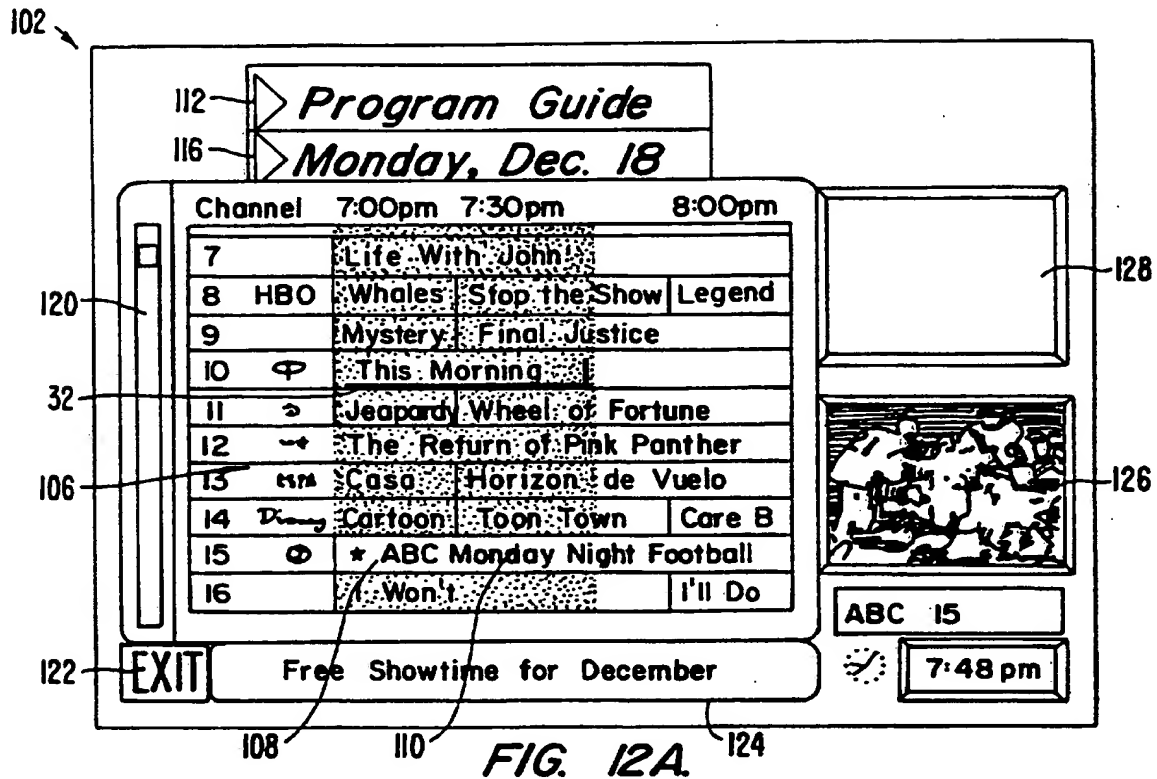 102
112 Program Guide
116 Monday, Dec. 18
Channel 7:00pm 7:30pm 8:00pm
7 Life With John
8 HBO Whales Stop the Show Legend
128
120
9 Mystery Final Justice
10 This Morning
32
11 Jeapardy Wheel of Fortune
12 The Return of Pink Panther
106
13 Casa Horizon de Vuelo
126
14 Disney Cartoon Toon Town Care B
15 * ABC Monday Night Football
16 I Won't I'll Do
ABC 15
122 EXIT Free Showtime for December 7:48 pm
108 110 124
FIG. 12A.